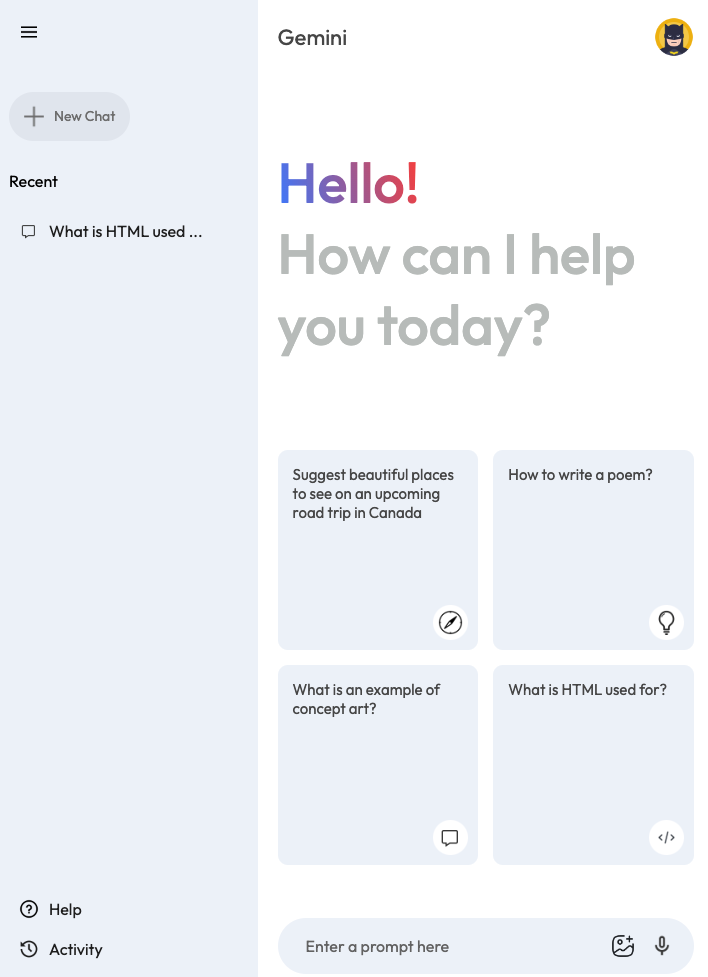 Gemini
New Chat
Recent
What is HTML used ...
Hello!
How can I help
you today?
Suggest beautiful places
to see on an upcoming
road trip in Canada
How to write a poem?
What is an example of
concept art?
What is HTML used for?
Help
Activity
Enter a prompt here